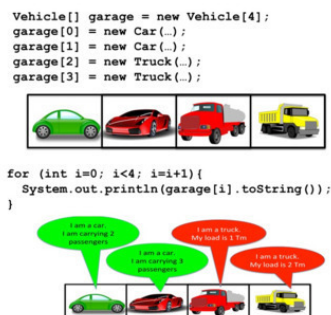 Vehicle[] garage = new Vehicle[4];
garage[0] = new Car(…);
garage[1] = new Car(…);
garage[2] = new Truck(…);
garage[3] = new Truck(…);
for (int i=0; i<4; i=i+1){
System.out.println(garage[i].toString());
}
I am a car.
I am carrying 2
passengers
I am a car.
I am carrying 3
passengers
I am a truck.
My load is 1 Tm
I am a truck.
My load is 2 Tm